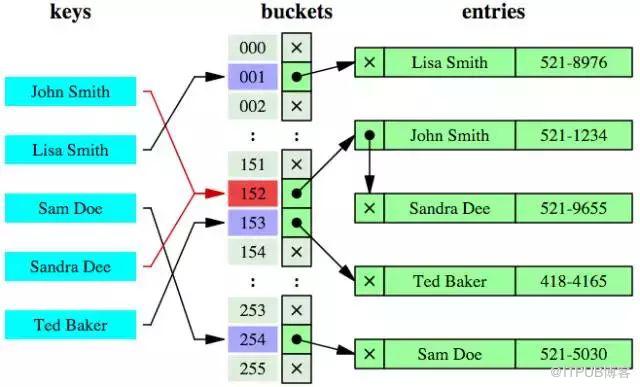 keys
buckets
entries
John Smith
Lisa Smith
Sam Doe
Sandra Dee
Ted Baker
000
001
002
:
:
151
152
153
154
:
:
253
254
255
Lisa Smith 521-8976
John Smith 521-1234
Sandra Dee 521-9655
Ted Baker 418-4165
Sam Doe 521-5030
@ITPUB博客